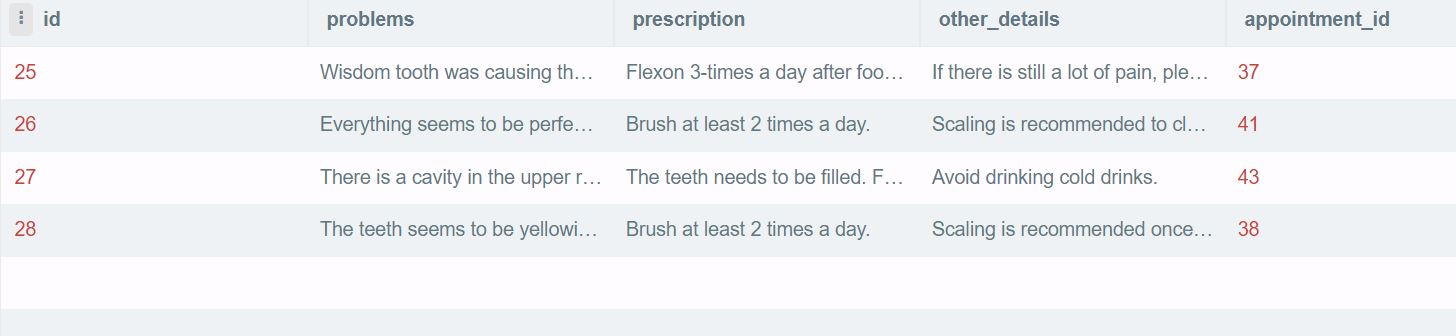 id problems prescription other_details appointment_id
25 Wisdom tooth was causing th… Flexon 3-times a day after foo… If there is still a lot of pain, ple… 37
26 Everything seems to be perfe… Brush at least 2 times a day. Scaling is recommended to cl… 41
27 There is a cavity in the upper r… The teeth needs to be filled. F… Avoid drinking cold drinks. 43
28 The teeth seems to be yellowi… Brush at least 2 times a day. Scaling is recommended once… 38